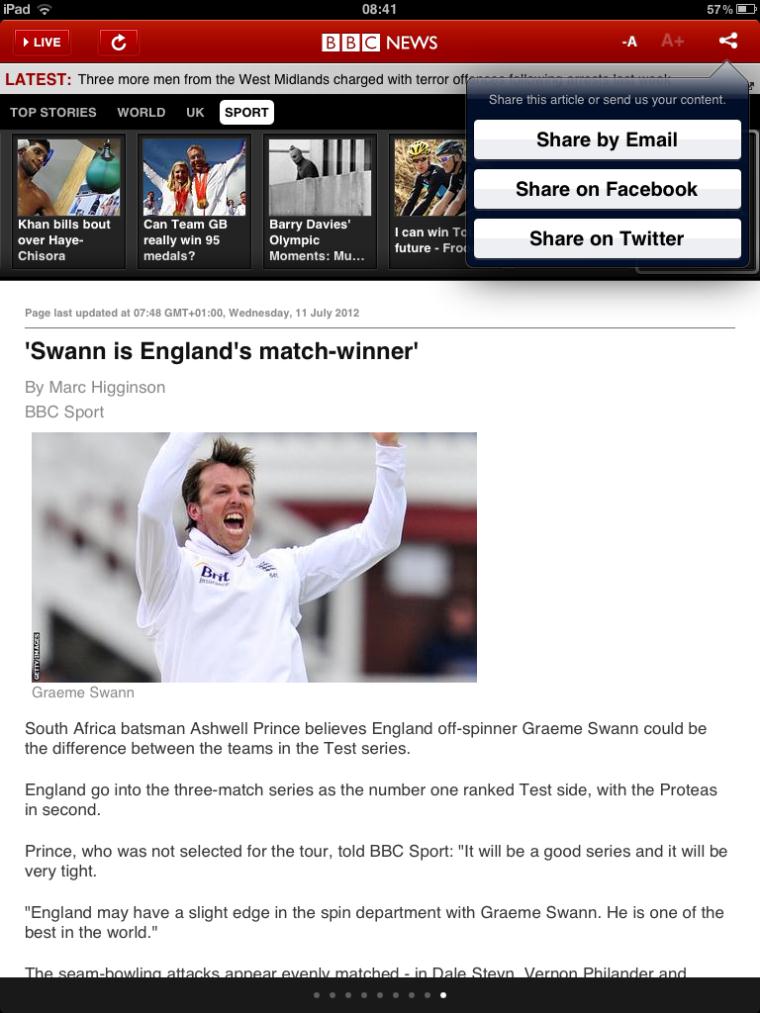 iPad 08:41 57%
LIVE BBC NEWS -A A+
LATEST: Three more men from the West Midlands charged with terror offences following arrests last week
Share this article or send us your content.
Share by Email
Share on Facebook
Share on Twitter
TOP STORIES WORLD UK SPORT
Khan bills bout
over Haye-
Chisora
Can Team GB
really win 95
medals?
Barry Davies'
Olympic
Moments: Mu...
I can win To
future - Froo
Page last updated at 07:48 GMT+01:00, Wednesday, 11 July 2012
'Swann is England's match-winner'
By Marc Higginson
BBC Sport
Brit
Insurance
GETTY IMAGES
Graeme Swann
South Africa batsman Ashwell Prince believes England off-spinner Graeme Swann could be
the difference between the teams in the Test series.
England go into the three-match series as the number one ranked Test side, with the Proteas
in second.
Prince, who was not selected for the tour, told BBC Sport: "It will be a good series and it will be
very tight.
"England may have a slight edge in the spin department with Graeme Swann. He is one of the
best in the world."
The seam-bowling attacks appear evenly matched - in Dale Steyn, Vernon Philander and